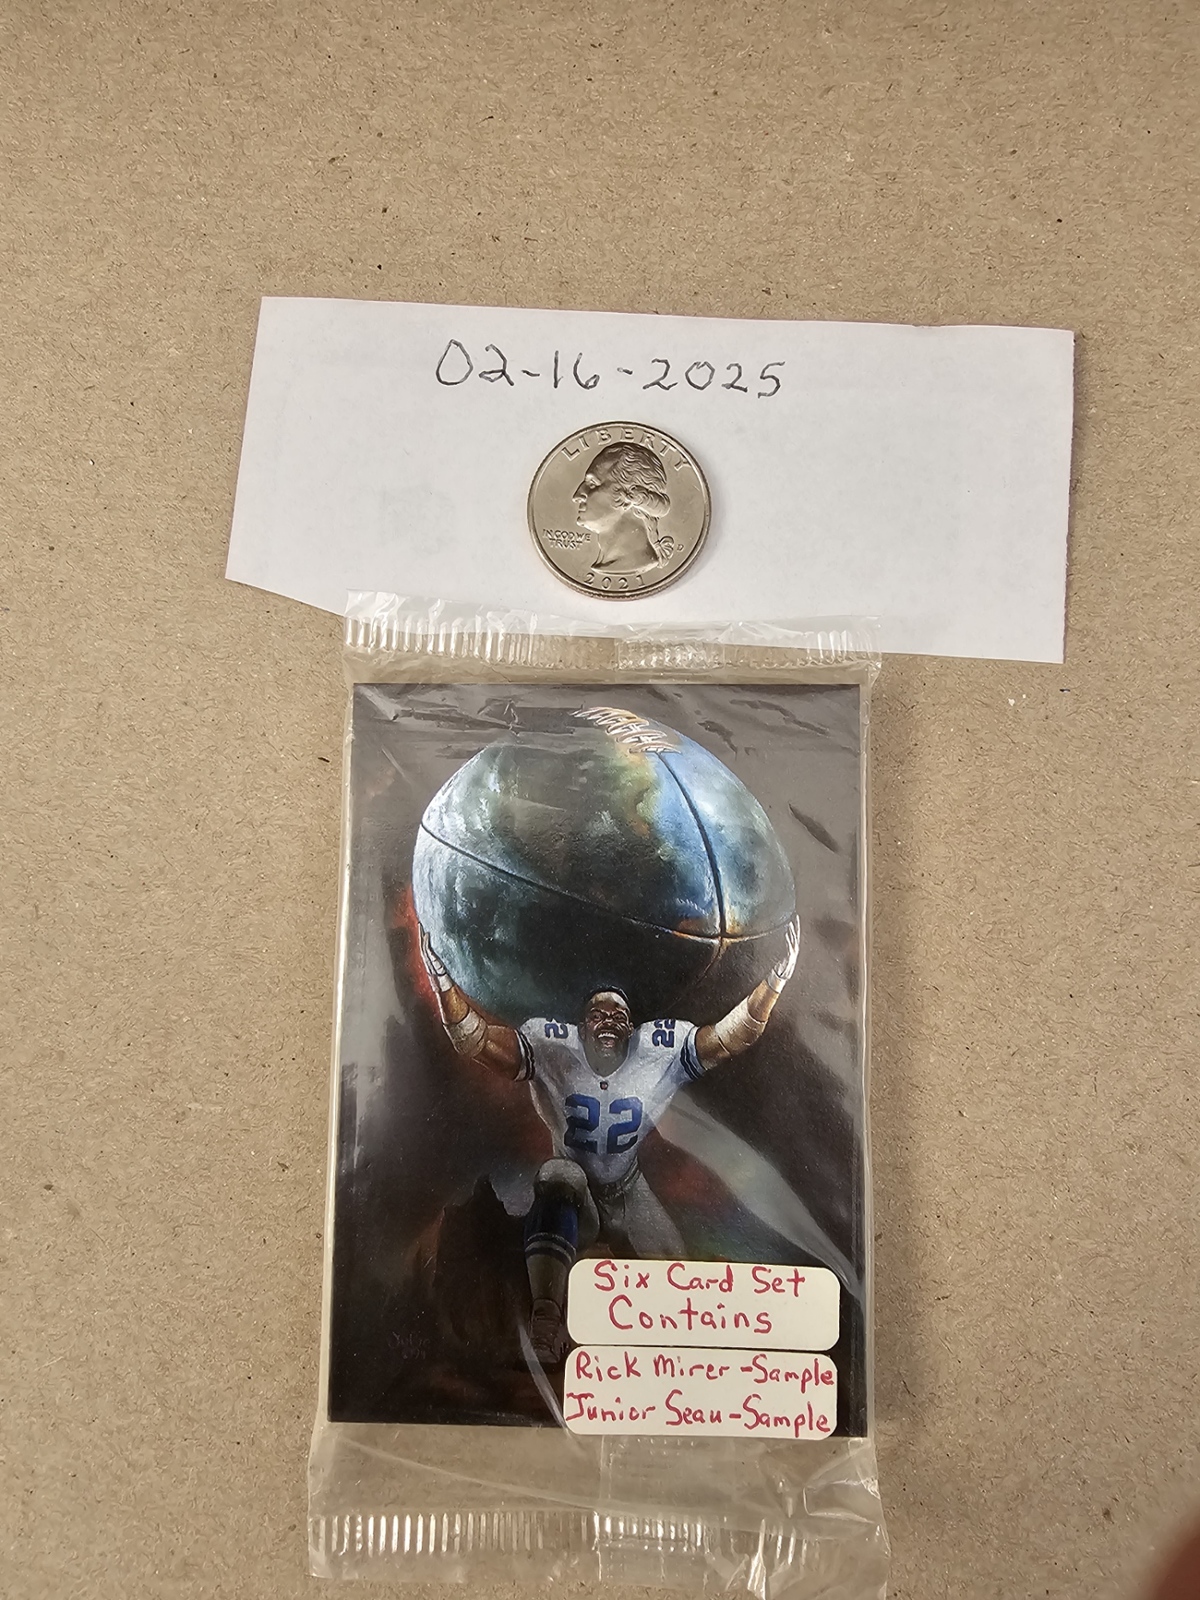 02-16-2025
LIBERTY
IN GOD WE
TRUST
D
2021
22
22
22
Six Card Set
Contains
Rick Mirer-Sample
Junior Seau-Sample